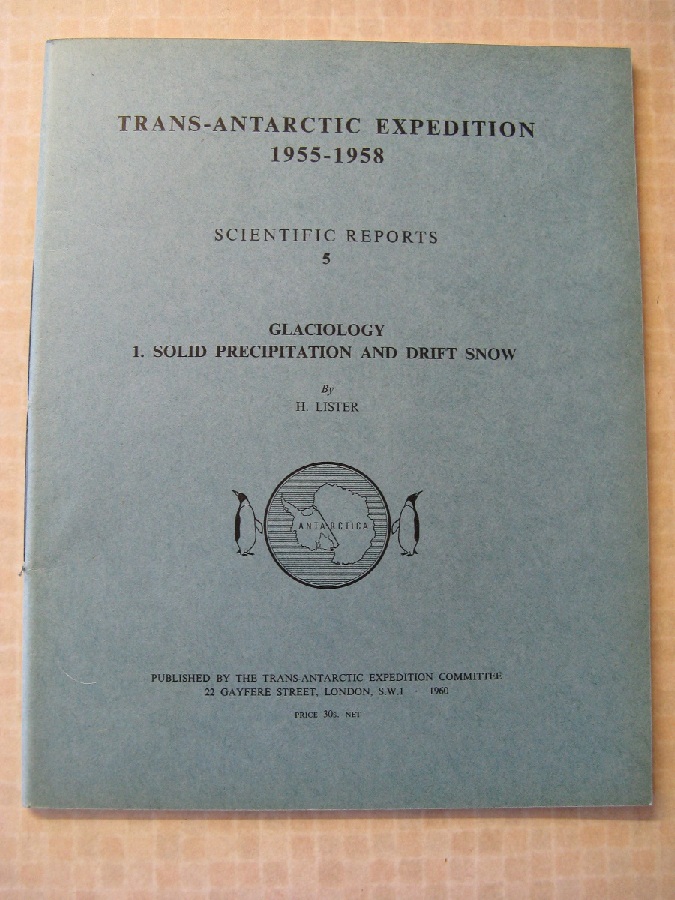 TRANS-ANTARCTIC EXPEDITION
1955-1958
SCIENTIFIC REPORTS
5
GLACIOLOGY
1. SOLID PRECIPITATION AND DRIFT SNOW
By
H. LISTER
ANTARCTICA
PUBLISHED BY THE TRANS-ANTARCTIC EXPEDITION COMMITTEE
22 GAYFERE STREET, LONDON, S.W.1 1960
PRICE 30s. NET